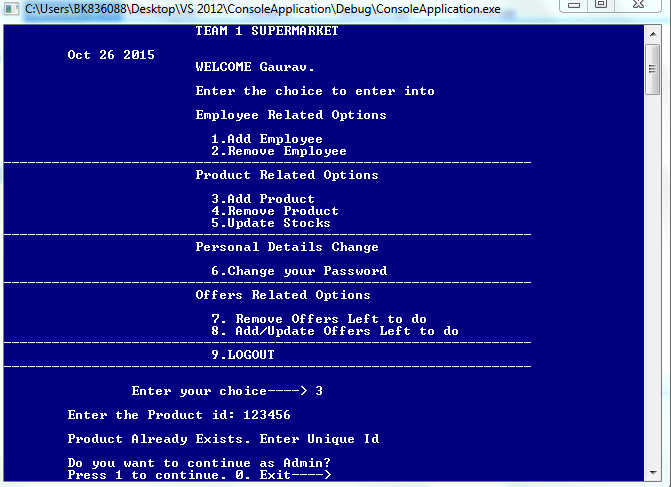 C:\Users\BK836088\Desktop\VS 2012\ConsoleApplication\Debug\ConsoleApplication.exe
TEAM 1 SUPERMARKET
Oct 26 2015
WELCOME Gaurav.
Enter the choice to enter into
Employee Related Options
1.Add Employee
2.Remove Employee
Product Related Options
3.Add Product
4.Remove Product
5.Update Stocks
Personal Details Change
6.Change your Password
Offers Related Options
7. Remove Offers Left to do
8. Add/Update Offers Left to do
9.LOGOUT
Enter your choice----> 3
Enter the Product id: 123456
Product Already Exists. Enter Unique Id
Do you want to continue as Admin?
Press 1 to continue. 0. Exit---->